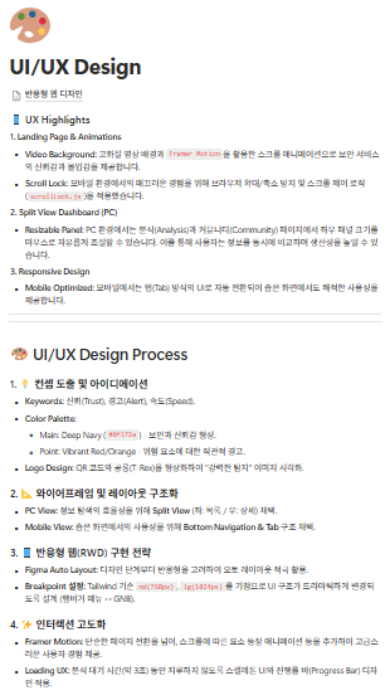 UI/UX Design
반응형 웹 디자인
UX Highlights
1. Landing Page & Animations
• Video Background: 고화질 영상 배경과 Framer Motion 을 활용한 스크롤 애니메이션으로 보안 서비스
의 신뢰감과 몰입감을 제공합니다.
• Scroll Lock: 모바일 환경에서의 매끄러운 경험을 위해 브라우저 확대/축소 방지 및 스크롤 제어 로직
( scrollLock.js )을 적용했습니다.
2. Split View Dashboard (PC)
• Resizable Panel: PC 환경에서는 분석(Analysis)과 커뮤니티(Community) 페이지에서 좌우 패널 크기를
마우스로 자유롭게 조절할 수 있습니다. 이를 통해 사용자는 정보를 동시에 비교하며 생산성을 높일 수 있
습니다.
3. Responsive Design
• Mobile Optimized: 모바일에서는 탭(Tab) 방식의 UI로 자동 전환되어 좁은 화면에서도 쾌적한 사용성을
제공합니다.
UI/UX Design Process
1. 컨셉 도출 및 아이디에이션
• Keywords: 신뢰(Trust), 경고(Alert), 속도(Speed).
• Color Palette:
◦ Main: Deep Navy ( #0f172a ) - 보안과 신뢰감 형성.
◦ Point: Vibrant Red/Orange - 위험 요소에 대한 직관적 경고.
• Logo Design: QR 코드와 공룡(T-Rex)을 형상화하여 "강력한 탐지" 이미지 시각화.
2. 와이어프레임 및 레이아웃 구조화
• PC View: 정보 탐색의 효율성을 위해 Split View (좌: 목록 / 우: 상세) 채택.
• Mobile View: 좁은 화면에서의 사용성을 위해 Bottom Navigation & Tab 구조 채택.
3. 반응형 웹(RWD) 구현 전략
• Figma Auto Layout: 디자인 단계부터 반응형을 고려하여 오토 레이아웃 적극 활용.
• Breakpoint 설정: Tailwind 기준 md(768px) , lg(1024px) 를 기점으로 UI 구조가 드라마틱하게 변경되
도록 설계 (햄버거 메뉴 ↔ GNB).
4. 인터랙션 고도화
• Framer Motion: 단순한 페이지 전환을 넘어, 스크롤에 따른 요소 등장 애니메이션 등을 추가하여 고급스
러운 사용자 경험 제공.
• Loading UX: 분석 대기 시간(약 3초) 동안 지루하지 않도록 스켈레톤 UI와 진행률 바(Progress Bar) 디자
인 적용.